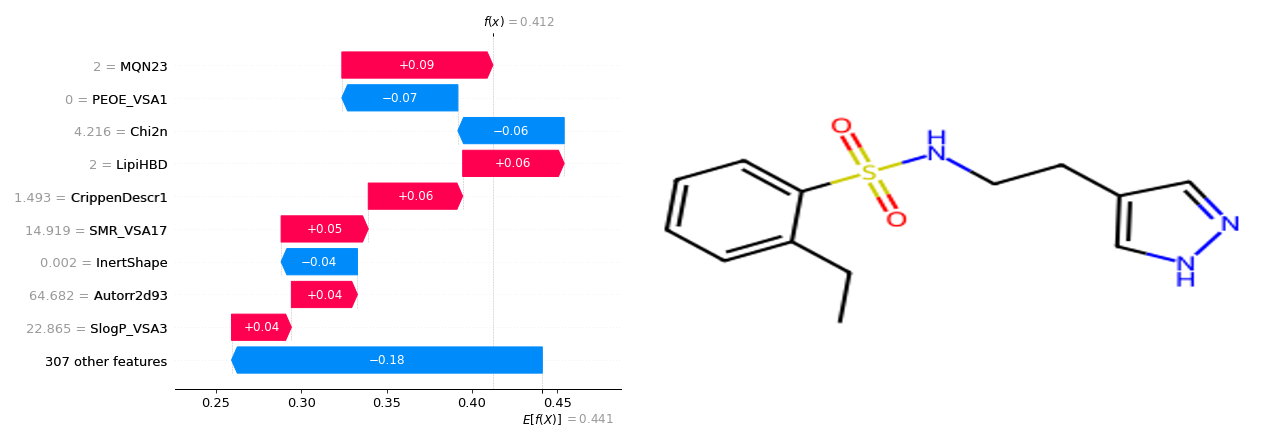 f(x) = 0.412
2 = MQN23
+0.09
0 = PEOE_VSA1
−0.07
4.216 = Chi2n
−0.06
2 = LipiHBD
+0.06
1.493 = CrippenDescr1
+0.06
14.919 = SMR_VSA17
+0.05
0.002 = InertShape
−0.04
64.682 = Autorr2d93
+0.04
22.865 = SlogP_VSA3
+0.04
307 other features
−0.18
0.25 0.30 0.35 0.40 0.45
E[f(X)] = 0.441
O
S
O
H
N
N
N
H